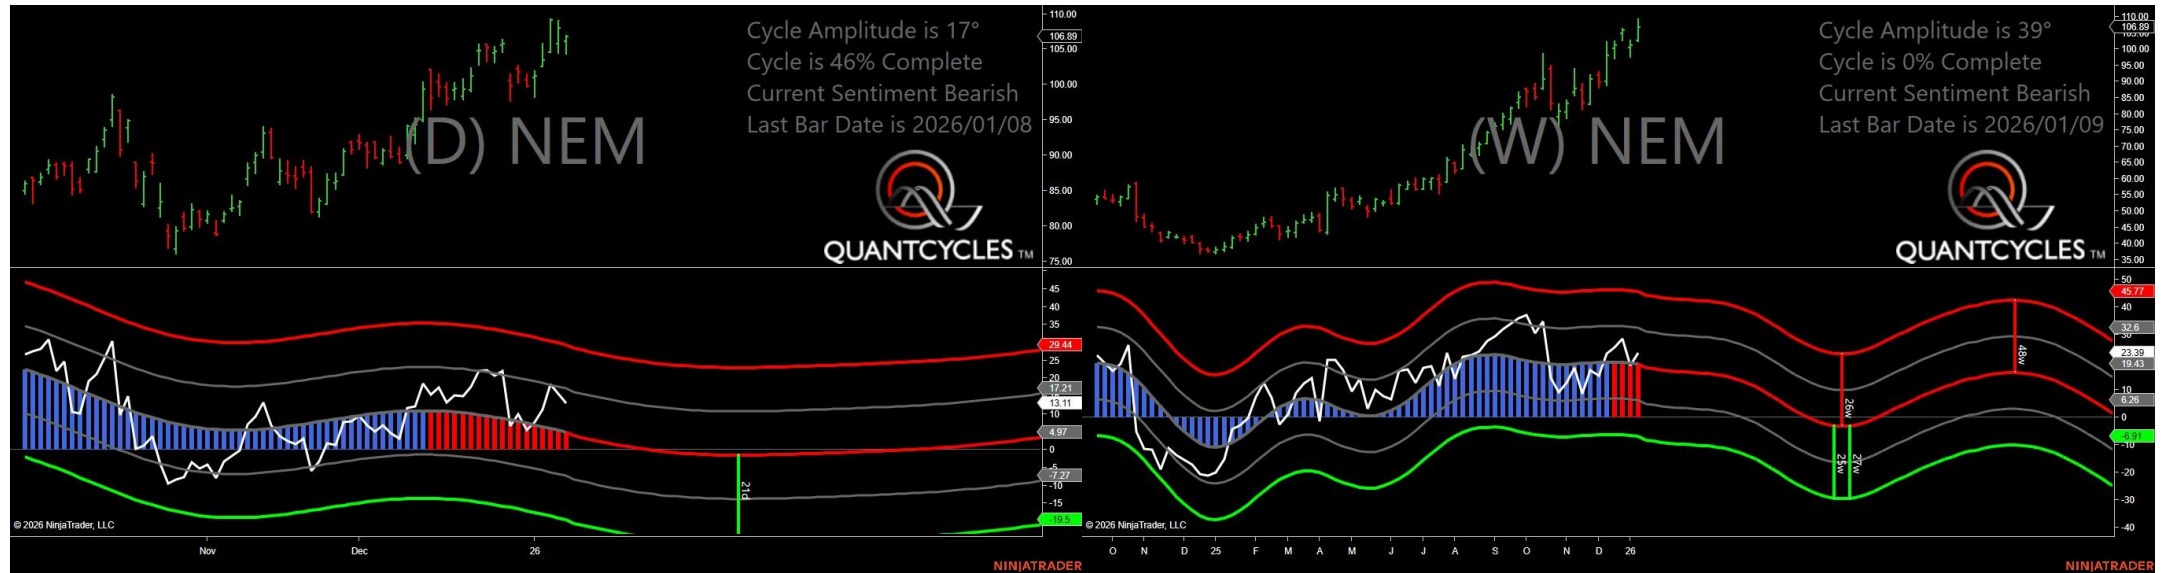 Cycle Amplitude is 17°
Cycle is 46% Complete
Current Sentiment Bearish
Last Bar Date is 2026/01/08
(D) NEM
QUANTCYCLES TM
110.00
106.89
105.00
100.00
95.00
90.00
85.00
80.00
75.00
45
40
35
29.44
25
20
17.21
13.11
10
4.97
0
-5
-7.27
-10
-15
-19.5
21d
© 2026 NinjaTrader, LLC
Nov
Dec
26
NINJATRADER
Cycle Amplitude is 39°
Cycle is 0% Complete
Current Sentiment Bearish
Last Bar Date is 2026/01/09
(W) NEM
QUANTCYCLES TM
110.00
106.89
100.00
95.00
90.00
85.00
80.00
75.00
70.00
65.00
60.00
55.00
50.00
45.00
40.00
35.00
50
45.77
40
32.6
23.39
19.43
10
6.26
0
-6.91
-10
-20
-30
-40
48w
26w
25w
27w
© 2026 NinjaTrader, LLC
O N D 25 F M A M J J A S O N D 26
NINJATRADER